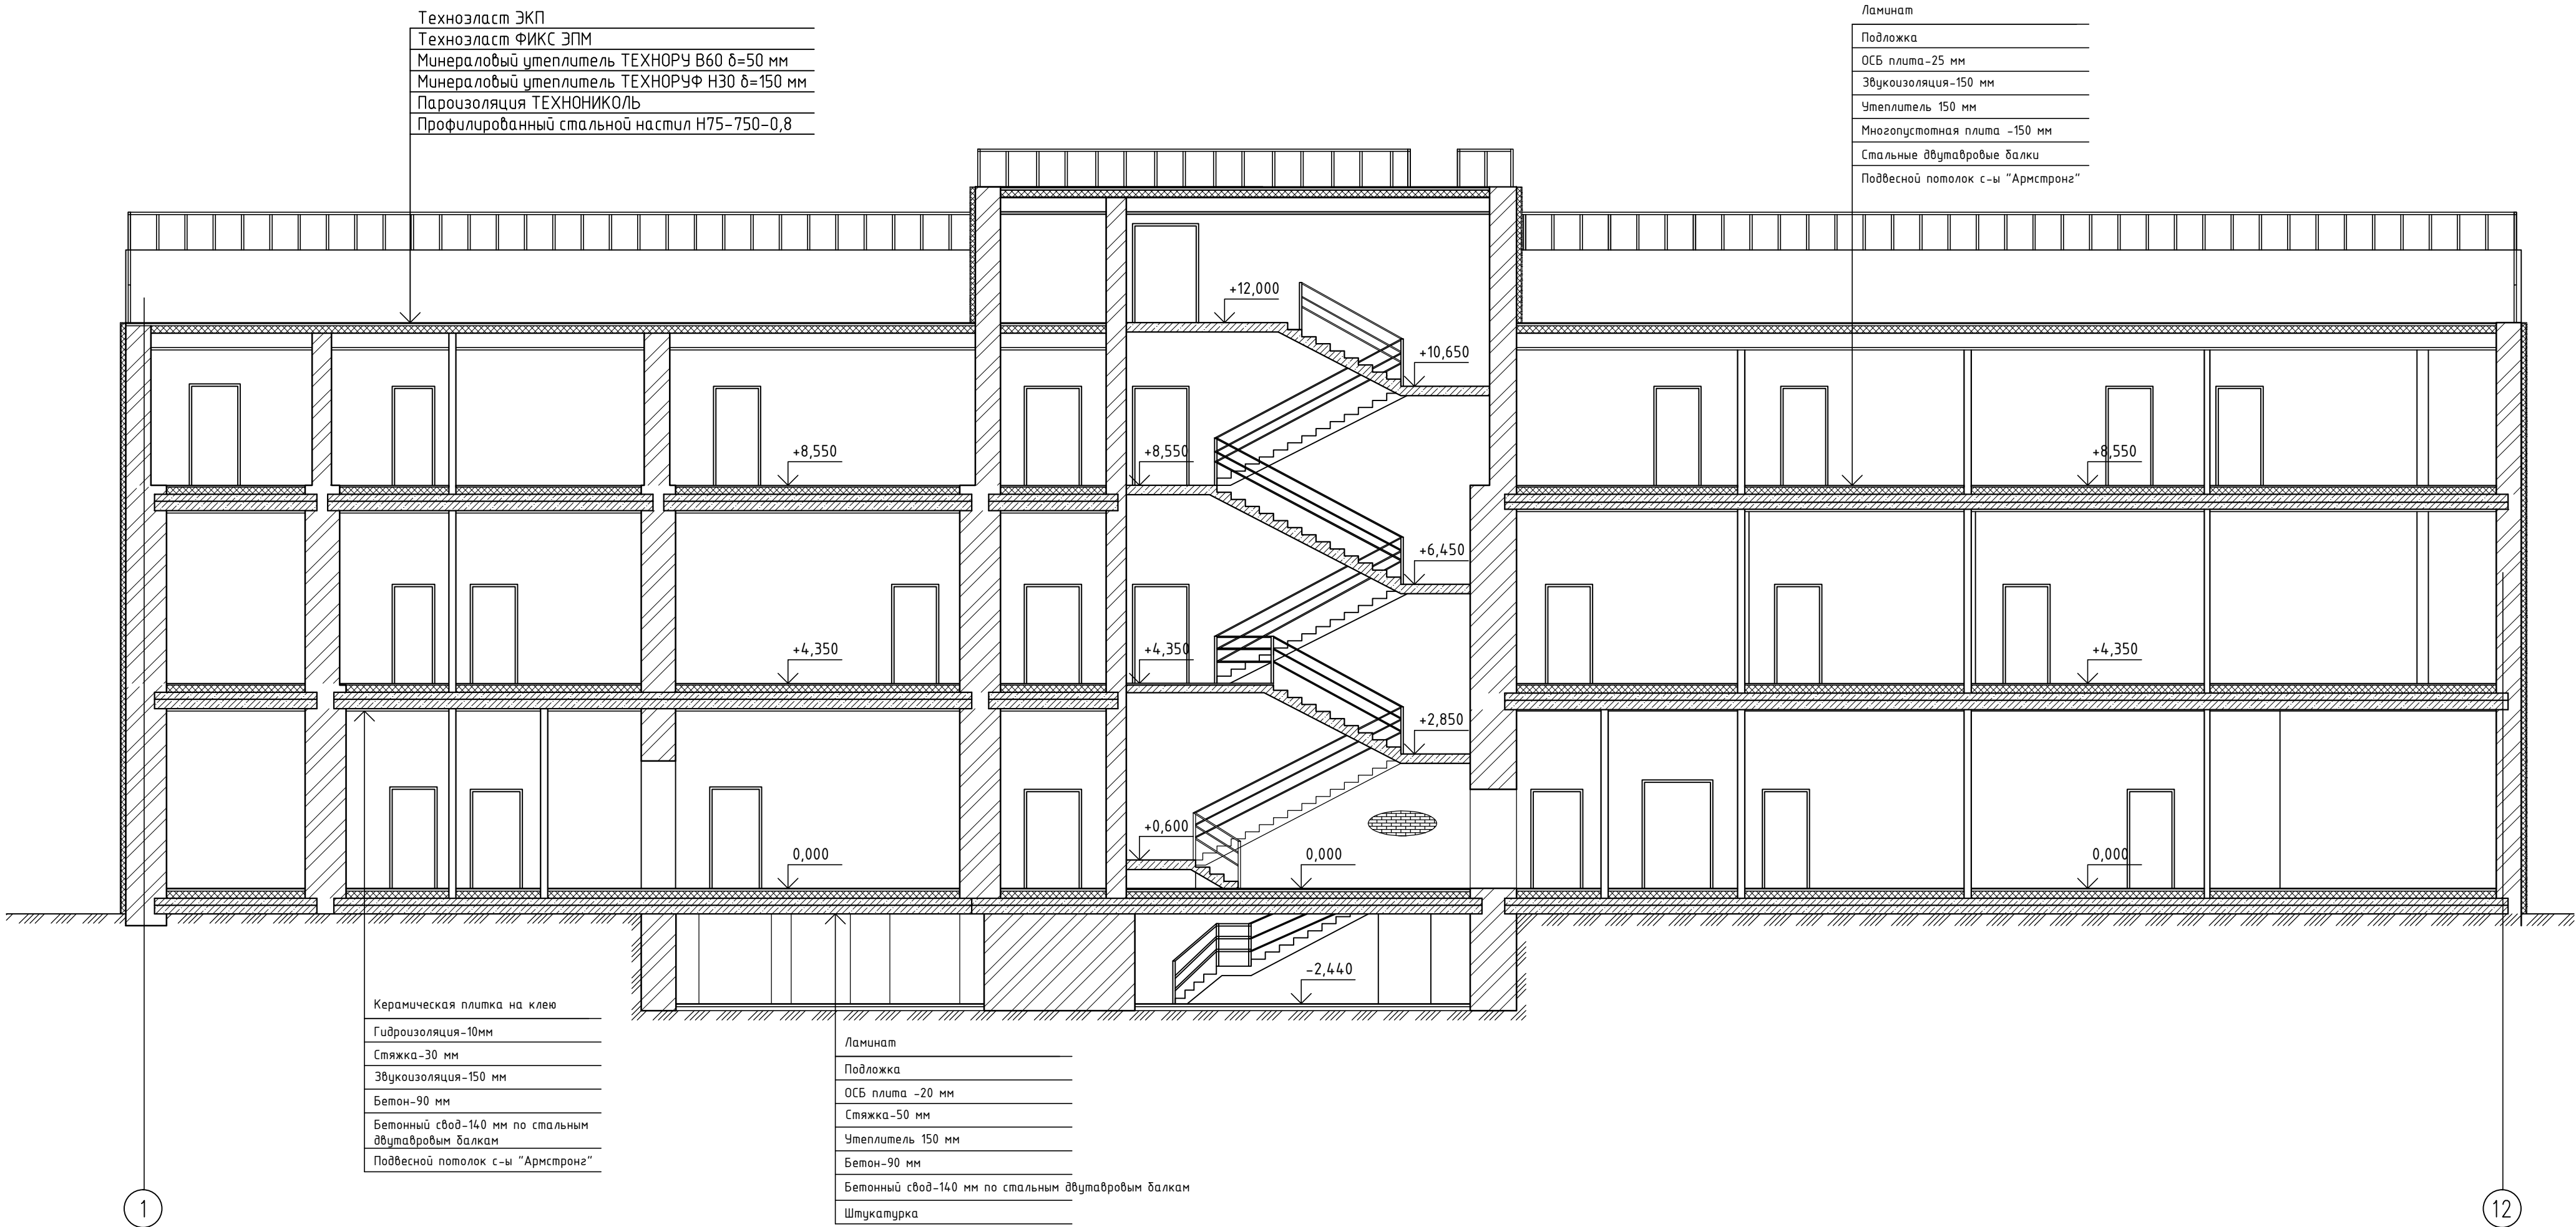 Техноэласт ЭКП
Техноэласт ФИКС ЭПМ
Минераловый утеплитель ТЕХНОРУ В60 δ=50 мм
Минераловый утеплитель ТЕХНОРУФ Н30 δ=150 мм
Пароизоляция ТЕХНОНИКОЛЬ
Профилированный стальной настил Н75-750-0,8
Ламинат
Подложка
ОСБ плита-25 мм
Звукоизоляция-150 мм
Утеплитель 150 мм
Многопустотная плита -150 мм
Стальные двутавровые балки
Подвесной потолок с-ы "Армстронг"
+12,000
+10,650
+8,550
+8,550
+8,550
+6,450
+4,350
+4,350
+4,350
+2,850
+0,600
0,000
0,000
0,000
-2,440
Керамическая плитка на клею
Гидроизоляция-10мм
Стяжка-30 мм
Звукоизоляция-150 мм
Бетон-90 мм
Бетонный свод-140 мм по стальным
двутавровым балкам
Подвесной потолок с-ы "Армстронг"
Ламинат
Подложка
ОСБ плита -20 мм
Стяжка-50 мм
Утеплитель 150 мм
Бетон-90 мм
Бетонный свод-140 мм по стальным двутавровым балкам
Штукатурка
1
12